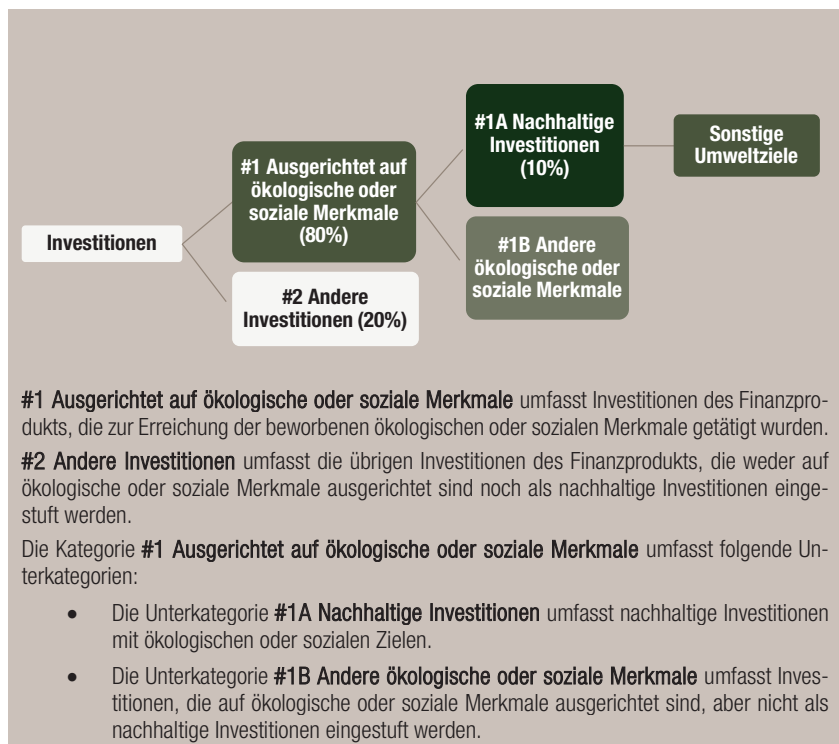 Investitionen
#1 Ausgerichtet auf
ökologische oder
soziale Merkmale
(80%)
#2 Andere
Investitionen (20%)
#1A Nachhaltige
Investitionen
(10%)
#1B Andere
ökologische oder
soziale Merkmale
Sonstige
Umweltziele
#1 Ausgerichtet auf ökologische oder soziale Merkmale umfasst Investitionen des Finanzpro-
dukts, die zur Erreichung der beworbenen ökologischen oder sozialen Merkmale getätigt wurden.
#2 Andere Investitionen umfasst die übrigen Investitionen des Finanzprodukts, die weder auf
ökologische oder soziale Merkmale ausgerichtet sind noch als nachhaltige Investitionen einge-
stuft werden.
Die Kategorie #1 Ausgerichtet auf ökologische oder soziale Merkmale umfasst folgende Un-
terkategorien:
• Die Unterkategorie #1A Nachhaltige Investitionen umfasst nachhaltige Investitionen
mit ökologischen oder sozialen Zielen.
• Die Unterkategorie #1B Andere ökologische oder soziale Merkmale umfasst Inves-
titionen, die auf ökologische oder soziale Merkmale ausgerichtet sind, aber nicht als
nachhaltige Investitionen eingestuft werden.